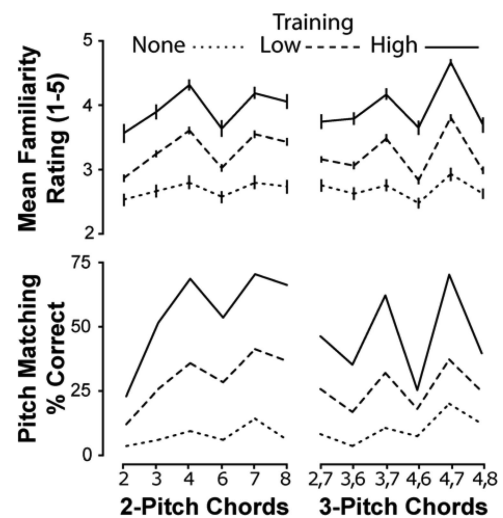 Training
None Low High
Mean Familiarity
Rating (1-5)
5
4
3
2
Pitch Matching
% Correct
75
50
25
0
2 3 4 6 7 8
2,7 3,6 3,7 4,6 4,7 4,8
2-Pitch Chords 3-Pitch Chords